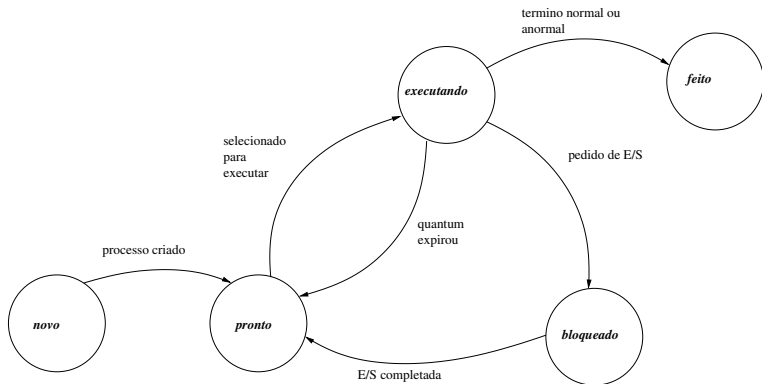 termino normal ou
anormal
executando
feito
selecionado
para
executar
pedido de E/S
quantum
expirou
processo criado
novo
pronto
bloqueado
E/S completada